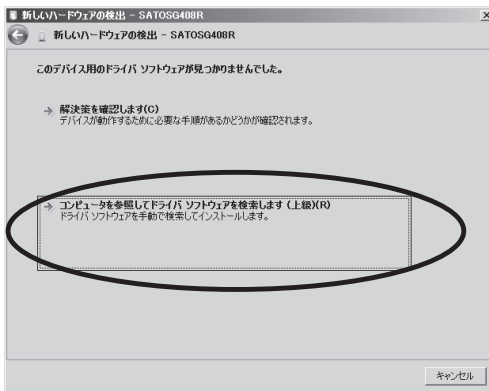 新しいハードウェアの検出 - SATOSG408R
新しいハードウェアの検出 - SATOSG408R
このデバイス用のドライバ ソフトウェアが見つかりませんでした。
解決策を確認します(C)
デバイスが動作するために必要な手順があるかどうかが確認されます。
コンピュータを参照してドライバ ソフトウェアを検索します (上級)(R)
ドライバ ソフトウェアを手動で検索してインストールします。
キャンセル